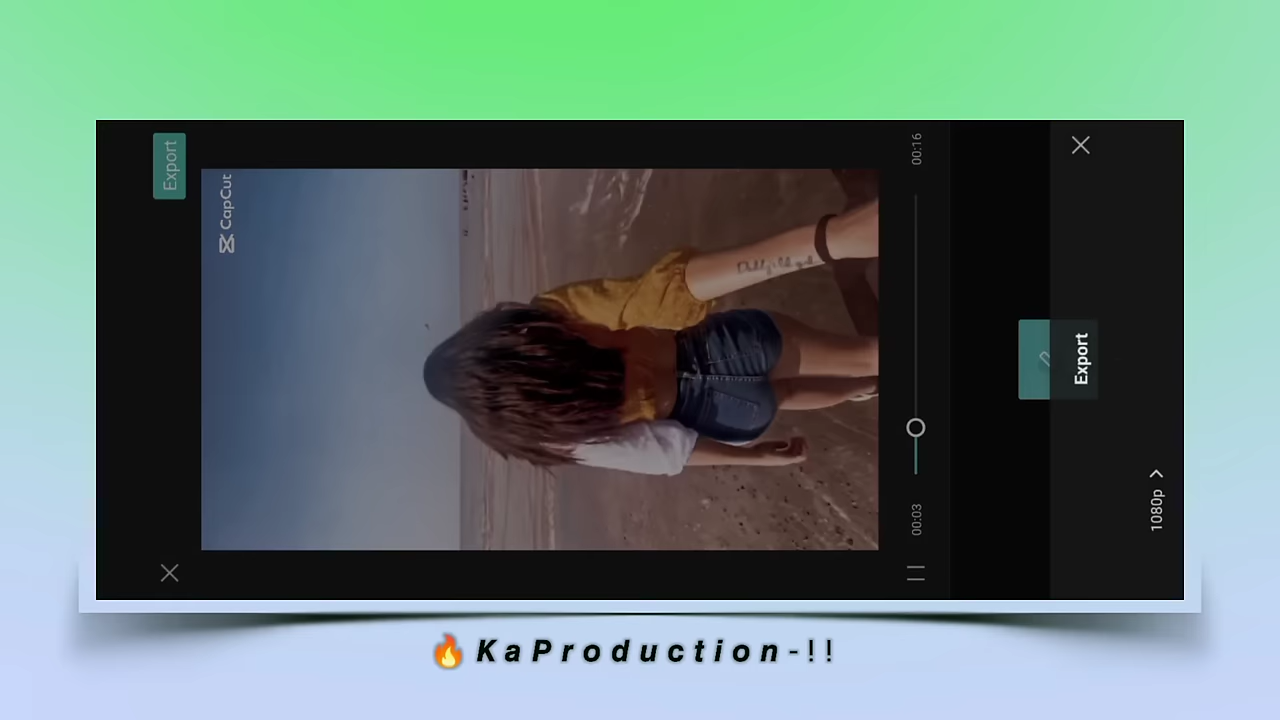 Export
CapCut
00:16
00:03
Export
1080p
🔥KaProduction-!!